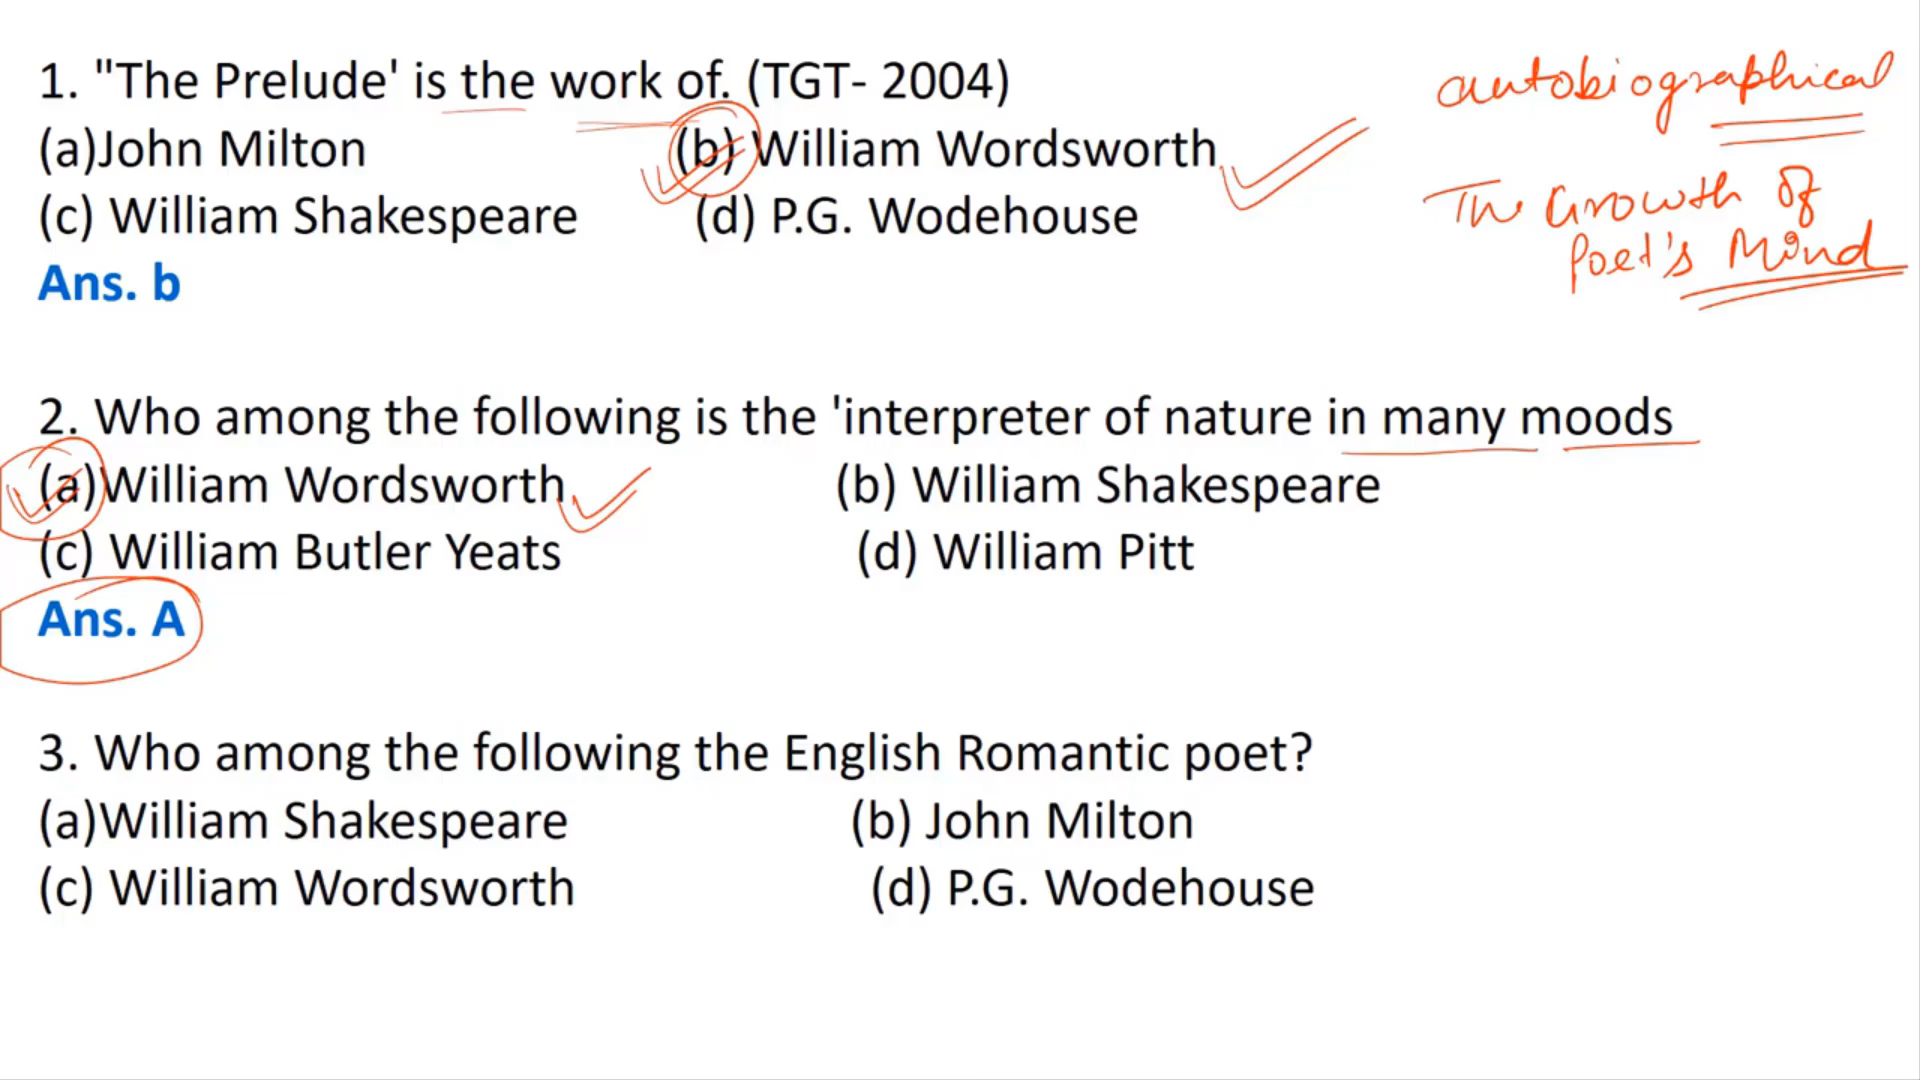 1. "The Prelude' is the work of. (TGT- 2004)
(a)John Milton (b) William Wordsworth
(c) William Shakespeare (d) P.G. Wodehouse
Ans. b
autobiographical
The Growth of
Poet's Mind
2. Who among the following is the 'interpreter of nature in many moods
(a)William Wordsworth (b) William Shakespeare
(c) William Butler Yeats (d) William Pitt
Ans. A
3. Who among the following the English Romantic poet?
(a)William Shakespeare (b) John Milton
(c) William Wordsworth (d) P.G. Wodehouse